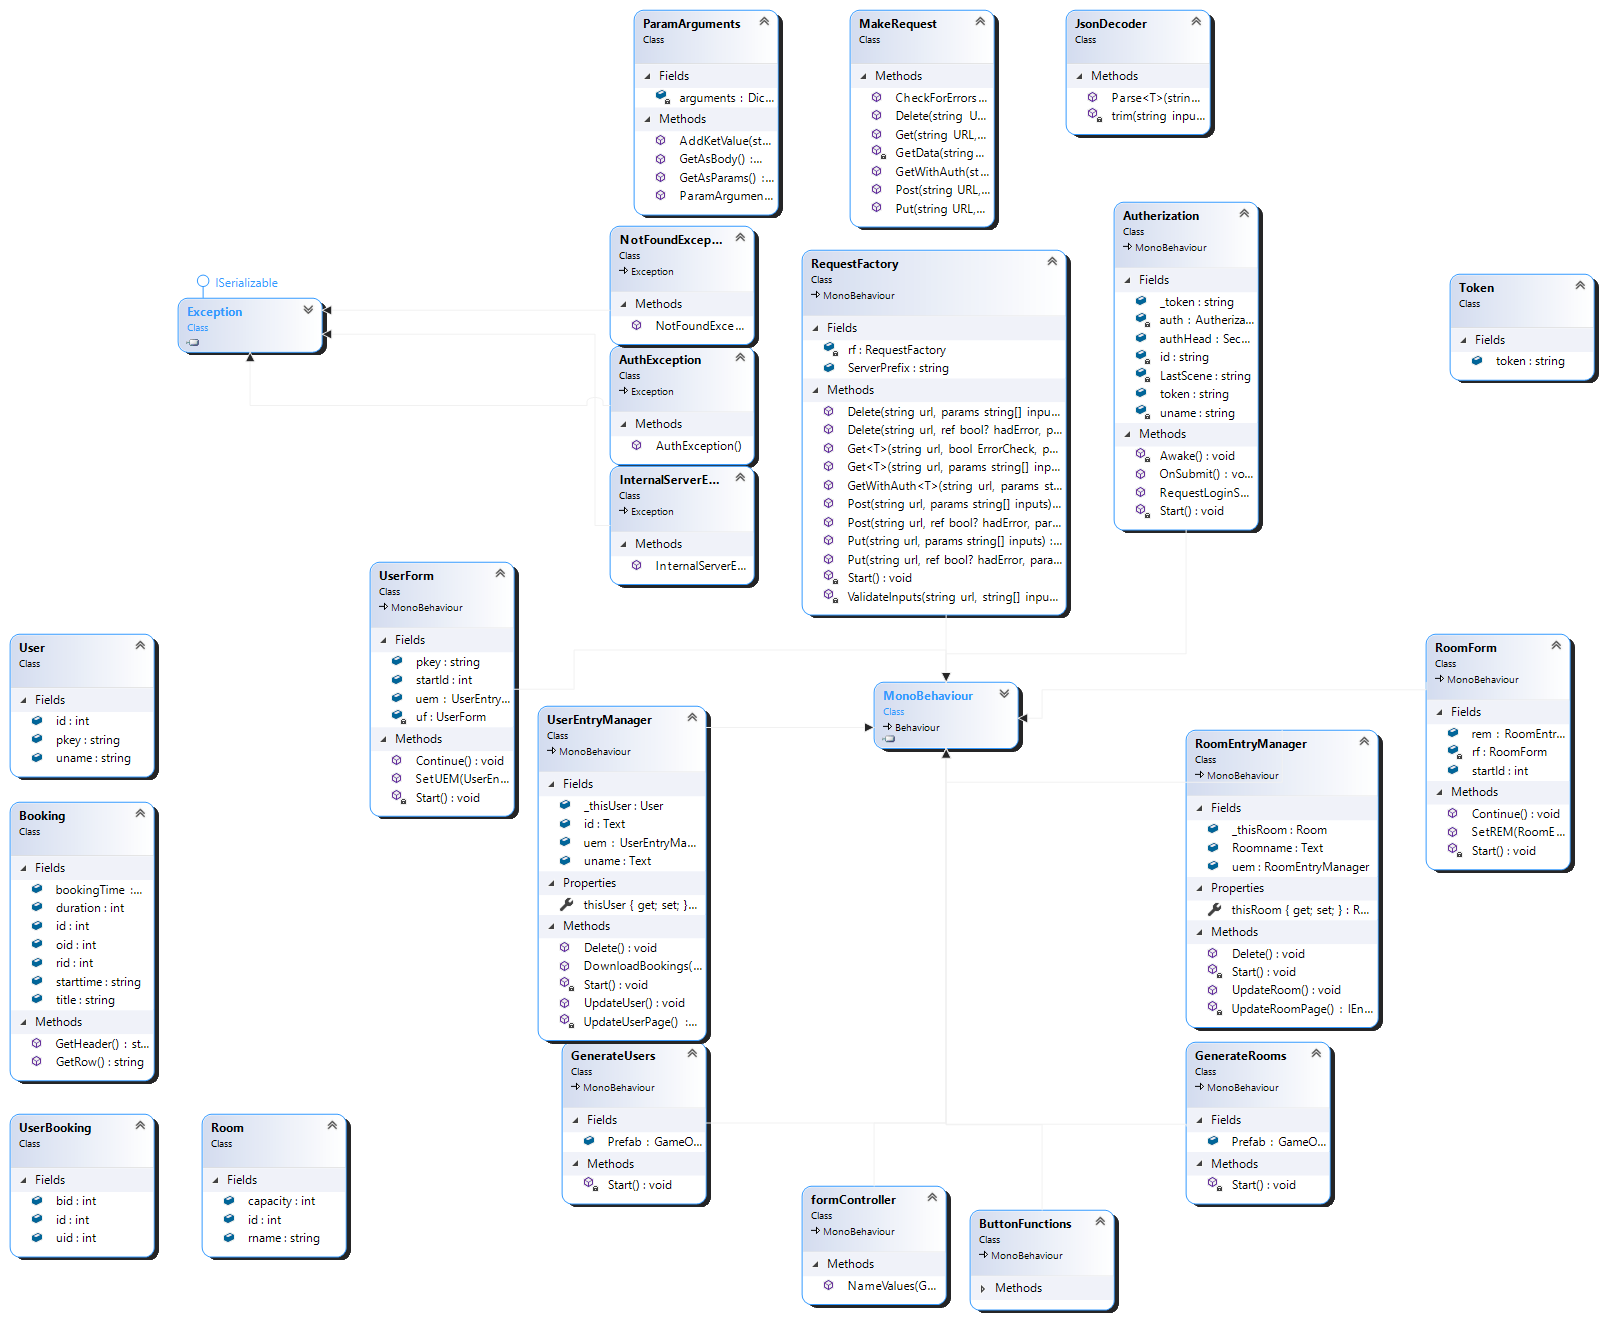 ParamArguments
Class
Fields
arguments : Dic...
Methods
AddKetValue(st...
GetAsBody() :...
GetAsParams() :...
ParamArgumen...
MakeRequest
Class
Methods
CheckForErrors...
Delete(string U...
Get(string URL,...
GetData(string...
GetWithAuth(st...
Post(string URL,...
Put(string URL,...
JsonDecoder
Class
Methods
Parse<T>(strin...
trim(string inpu...
Autherization
Class
MonoBehaviour
Fields
_token : string
auth : Autheriza...
authHead : Sec...
id : string
LastScene : string
token : string
uname : string
Methods
Awake() : void
OnSubmit() : vo...
RequestLoginS...
Start() : void
NotFoundExcep...
Class
Exception
Methods
NotFoundExce...
ISerializable
Exception
Class
AuthException
Class
Exception
Methods
AuthException()
InternalServerE...
Class
Exception
Methods
InternalServerE...
RequestFactory
Class
MonoBehaviour
Fields
rf : RequestFactory
ServerPrefix : string
Methods
Delete(string url, params string[] inpu...
Delete(string url, ref bool? hadError, p...
Get<T>(string url, bool ErrorCheck, p...
Get<T>(string url, params string[] inp...
GetWithAuth<T>(string url, params st...
Post(string url, params string[] inputs)...
Post(string url, ref bool? hadError, par...
Put(string url, params string[] inputs) :...
Put(string url, ref bool? hadError, para...
Start() : void
ValidateInputs(string url, string[] inpu...
Token
Class
Fields
token : string
UserForm
Class
MonoBehaviour
Fields
pkey : string
startId : int
uem : UserEntry...
uf : UserForm
Methods
Continue() : void
SetUEM(UserEn...
Start() : void
User
Class
Fields
id : int
pkey : string
uname : string
MonoBehaviour
Class
Behaviour
RoomForm
Class
MonoBehaviour
Fields
rem : RoomEntr...
rf : RoomForm
startId : int
Methods
Continue() : void
SetREM(RoomE...
Start() : void
UserEntryManager
Class
MonoBehaviour
Fields
_thisUser : User
id : Text
uem : UserEntryMa...
uname : Text
Properties
thisUser { get; set; }...
Methods
Delete() : void
DownloadBookings(...
Start() : void
UpdateUser() : void
UpdateUserPage() :...
RoomEntryManager
Class
MonoBehaviour
Fields
_thisRoom : Room
Roomname : Text
uem : RoomEntryManager
Properties
thisRoom { get; set; } : R...
Methods
Delete() : void
Start() : void
UpdateRoom() : void
UpdateRoomPage() : IEn...
Booking
Class
Fields
bookingTime :...
duration : int
id : int
oid : int
rid : int
starttime : string
title : string
Methods
GetHeader() : st...
GetRow() : string
GenerateUsers
Class
MonoBehaviour
Fields
Prefab : GameO...
Methods
Start() : void
GenerateRooms
Class
MonoBehaviour
Fields
Prefab : GameO...
Methods
Start() : void
UserBooking
Class
Fields
bid : int
id : int
uid : int
Room
Class
Fields
capacity : int
id : int
rname : string
formController
Class
MonoBehaviour
Methods
NameValues(G...
ButtonFunctions
Class
MonoBehaviour
Methods